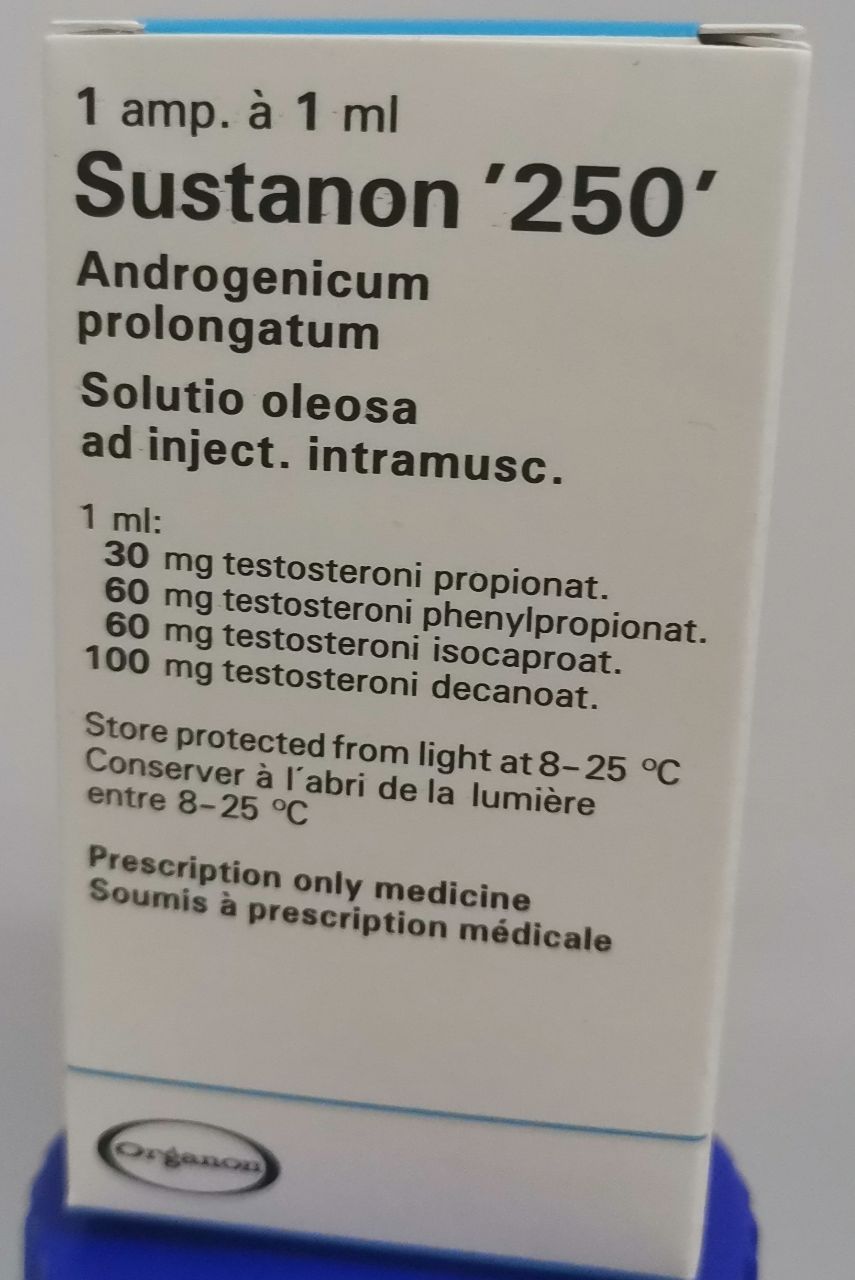 1 amp. à 1 ml
Sustanon '250'
Androgenicum
prolongatum
Solutio oleosa
ad inject. intramusc.
1 ml:
30 mg testosteroni propionat.
60 mg testosteroni phenylpropionat.
60 mg testosteroni isocaproat.
100 mg testosteroni decanoat.
Store protected from light at 8-25 °C
Conserver à l´abri de la lumière
entre 8-25 °C
Prescription only medicine
Soumis à prescription médicale
Organon